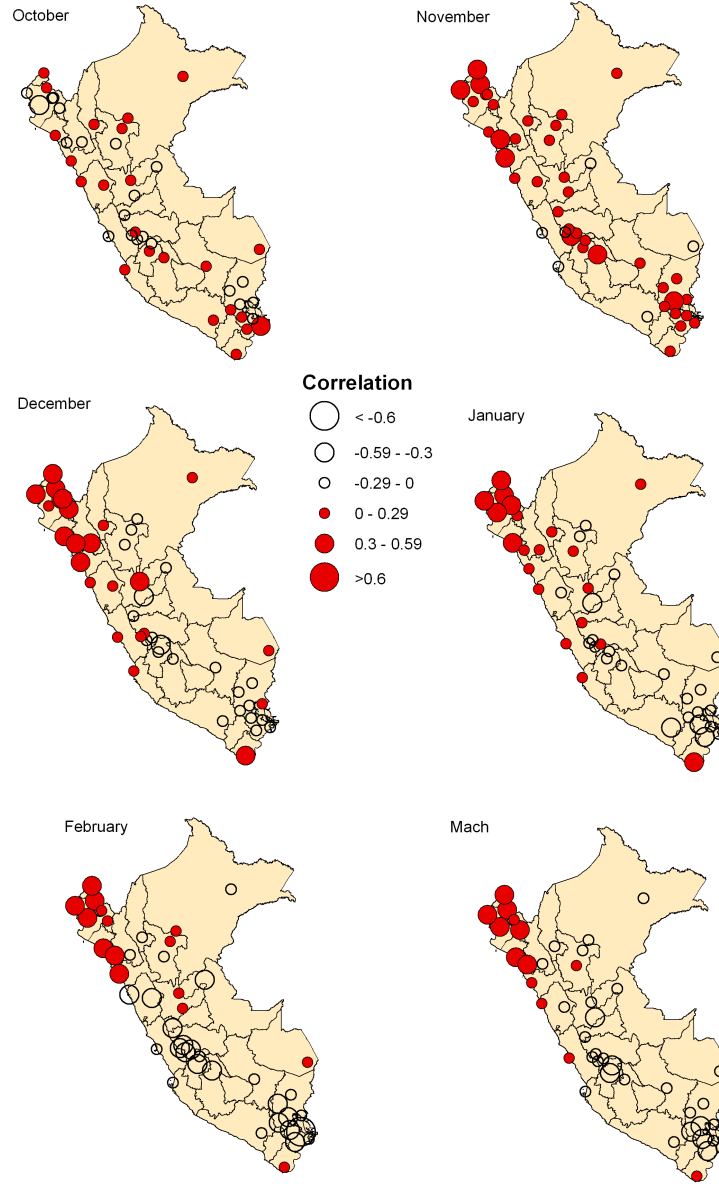 October
November
December
January
Correlation
< -0.6
-0.59 - -0.3
-0.29 - 0
0 - 0.29
0.3 - 0.59
>0.6
February
Mach